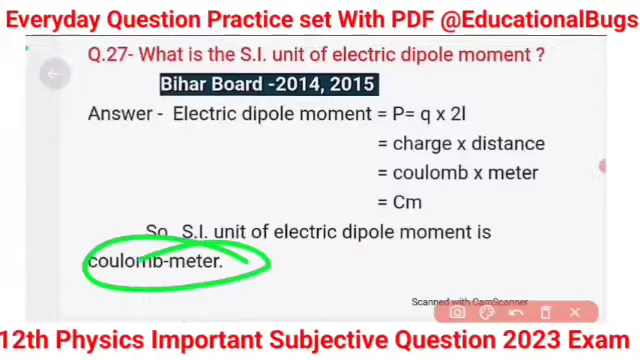 Everyday Question Practice set With PDF @EducationalBugs
Q.27- What is the S.I. unit of electric dipole moment ?
Bihar Board -2014, 2015
Answer - Electric dipole moment = P= q x 2l
= charge x distance
= coulomb x meter
= Cm
So S.I. unit of electric dipole moment is
coulomb-meter.
Scanned with CamScanner
12th Physics Important Subjective Question 2023 Exam